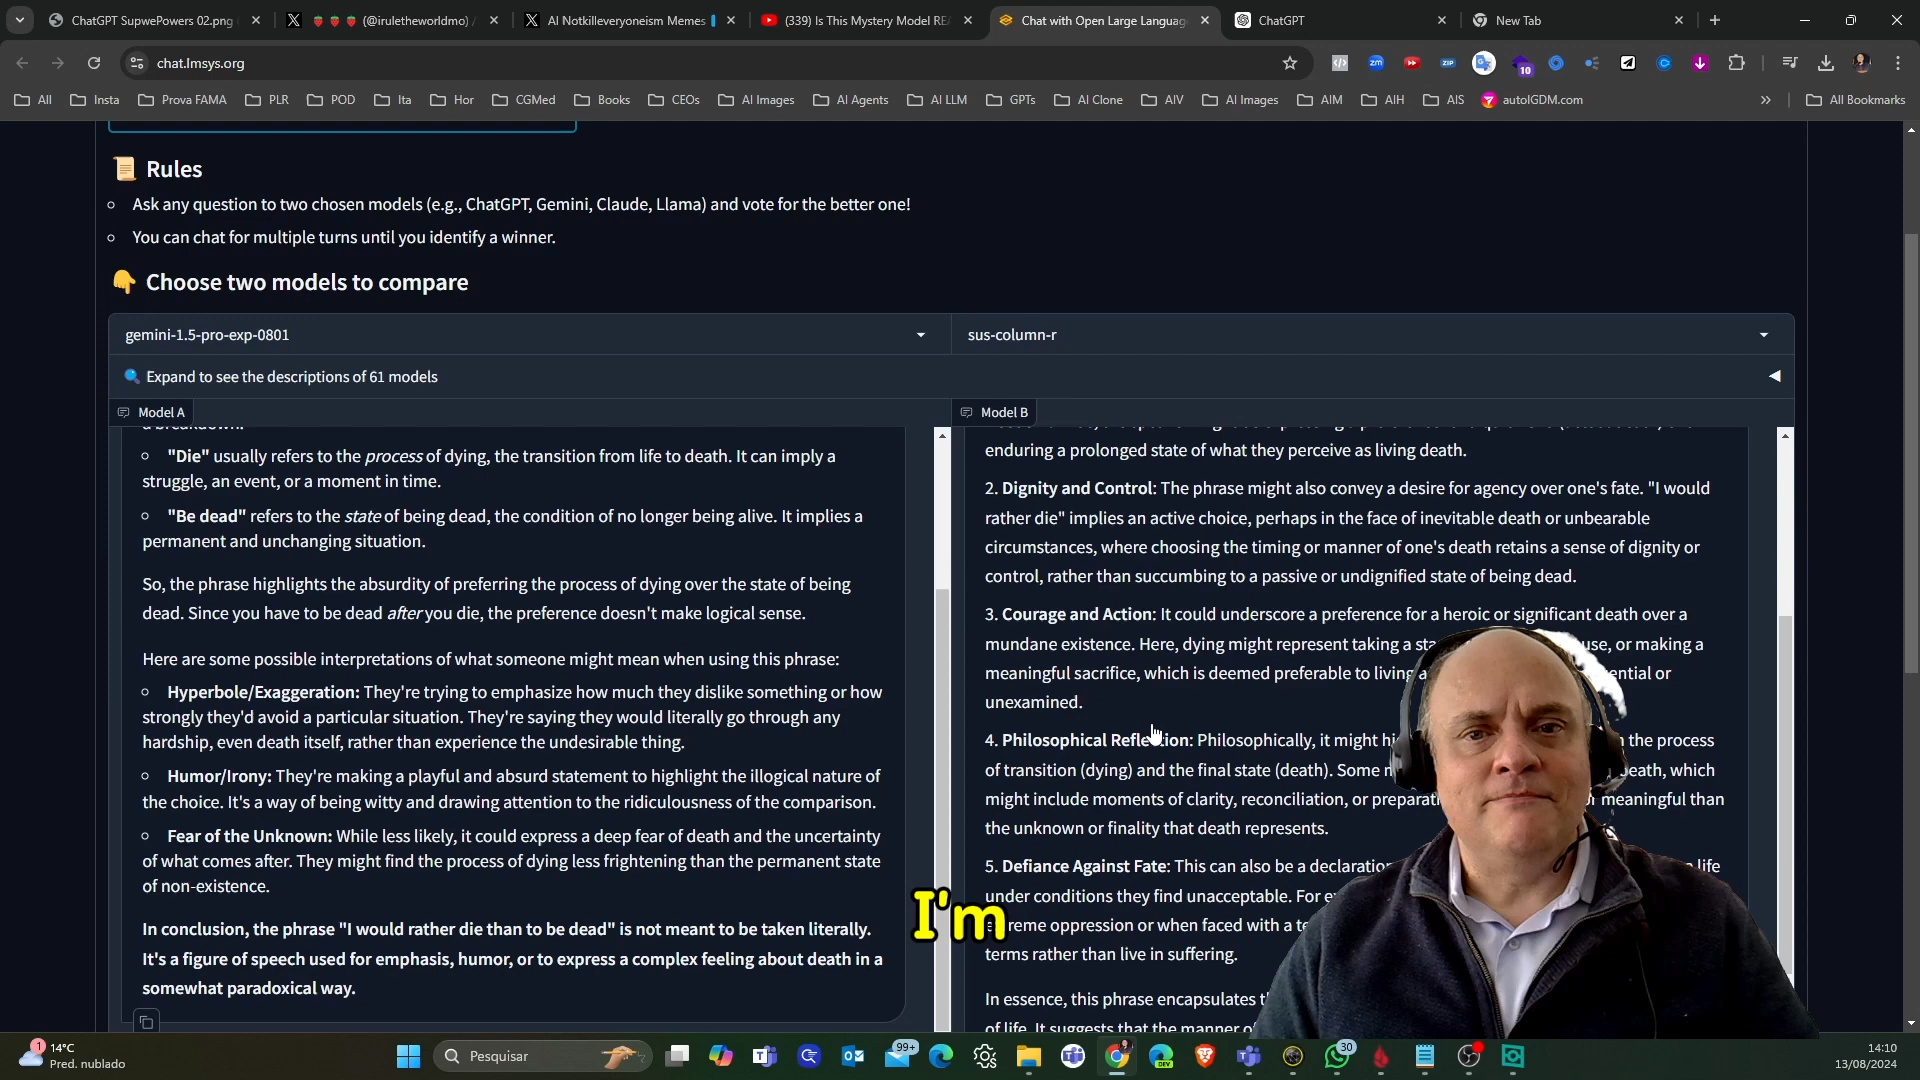 ChatGPT SupwePowers 02.png
🍓 🍓 🍓 (@iruletheworldmo) /
AI Notkilleveryoneism Memes
(339) Is This Mystery Model RE
Chat with Open Large Languag
ChatGPT
New Tab
chat.lmsys.org
All
Insta
Prova FAMA
PLR
POD
Ita
Hor
CGMed
Books
CEOs
AI Images
AI Agents
AI LLM
GPTs
AI Clone
AIV
AI Images
AIM
AIH
AIS
autoIGDM.com
All Bookmarks
📜 Rules
Ask any question to two chosen models (e.g., ChatGPT, Gemini, Claude, Llama) and vote for the better one!
You can chat for multiple turns until you identify a winner.
👇 Choose two models to compare
gemini-1.5-pro-exp-0801
sus-column-r
🔍 Expand to see the descriptions of 61 models
Model A
a breakdown:
"Die" usually refers to the process of dying, the transition from life to death. It can imply a
struggle, an event, or a moment in time.
"Be dead" refers to the state of being dead, the condition of no longer being alive. It implies a
permanent and unchanging situation.
So, the phrase highlights the absurdity of preferring the process of dying over the state of being
dead. Since you have to be dead after you die, the preference doesn't make logical sense.
Here are some possible interpretations of what someone might mean when using this phrase:
Hyperbole/Exaggeration: They're trying to emphasize how much they dislike something or how
strongly they'd avoid a particular situation. They're saying they would literally go through any
hardship, even death itself, rather than experience the undesirable thing.
Humor/Irony: They're making a playful and absurd statement to highlight the illogical nature of
the choice. It's a way of being witty and drawing attention to the ridiculousness of the comparison.
Fear of the Unknown: While less likely, it could express a deep fear of death and the uncertainty
of what comes after. They might find the process of dying less frightening than the permanent state
of non-existence.
In conclusion, the phrase "I would rather die than to be dead" is not meant to be taken literally.
It's a figure of speech used for emphasis, humor, or to express a complex feeling about death in a
somewhat paradoxical way.
Model B
enduring a prolonged state of what they perceive as living death.
2. Dignity and Control: The phrase might also convey a desire for agency over one's fate. "I would
rather die" implies an active choice, perhaps in the face of inevitable death or unbearable
circumstances, where choosing the timing or manner of one's death retains a sense of dignity or
control, rather than succumbing to a passive or undignified state of being dead.
3. Courage and Action: It could underscore a preference for a heroic or significant death over a
mundane existence. Here, dying might represent taking a sta use, or making a
meaningful sacrifice, which is deemed preferable to living ential or
unexamined.
4. Philosophical Reflection: Philosophically, it might hi the process
of transition (dying) and the final state (death). Some eath, which
might include moments of clarity, reconciliation, or preparati meaningful than
the unknown or finality that death represents.
5. Defiance Against Fate: This can also be a declaration life
under conditions they find unacceptable. For e
extreme oppression or when faced with a te
terms rather than live in suffering.
In essence, this phrase encapsulates t
of life. It suggests that the manner of
I'm
1
14°C
Pred. nublado
Pesquisar
99+
30
14:10
13/08/2024